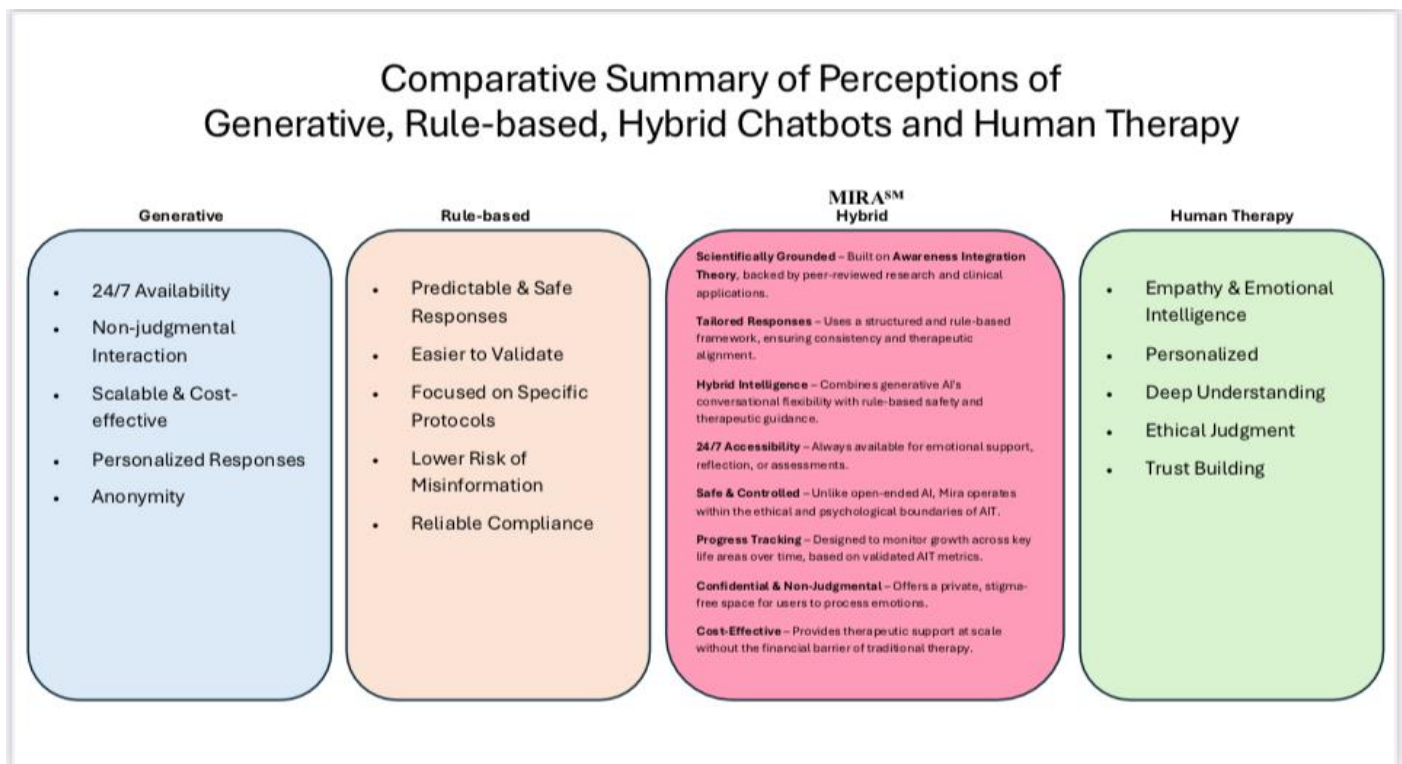 Comparative Summary of Perceptions of
Generative, Rule-based, Hybrid Chatbots and Human Therapy
Generative
• 24/7 Availability
• Non-judgmental
Interaction
• Scalable & Cost-
effective
• Personalized Responses
• Anonymity
Rule-based
• Predictable & Safe
Responses
• Easier to Validate
• Focused on Specific
Protocols
• Lower Risk of
Misinformation
• Reliable Compliance
MIRA℠
Hybrid
Scientifically Grounded – Built on Awareness Integration
Theory, backed by peer-reviewed research and clinical
applications.
Tailored Responses – Uses a structured and rule-based
framework, ensuring consistency and therapeutic
alignment.
Hybrid Intelligence – Combines generative AI's
conversational flexibility with rule-based safety and
therapeutic guidance.
24/7 Accessibility – Always available for emotional support,
reflection, or assessments.
Safe & Controlled – Unlike open-ended AI, Mira operates
within the ethical and psychological boundaries of AIT.
Progress Tracking – Designed to monitor growth across key
life areas over time, based on validated AIT metrics.
Confidential & Non-Judgmental – Offers a private, stigma-
free space for users to process emotions.
Cost-Effective – Provides therapeutic support at scale
without the financial barrier of traditional therapy.
Human Therapy
• Empathy & Emotional
Intelligence
• Personalized
• Deep Understanding
• Ethical Judgment
• Trust Building